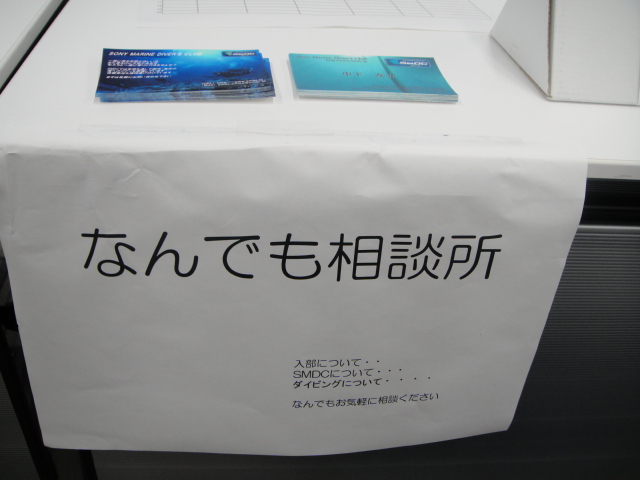 SONY MARINE DIVER'S CLUB
なんでも相談所
入部について・・
SMDCについて・・・
ダイビングについて・・・・
なんでもお気軽に相談ください